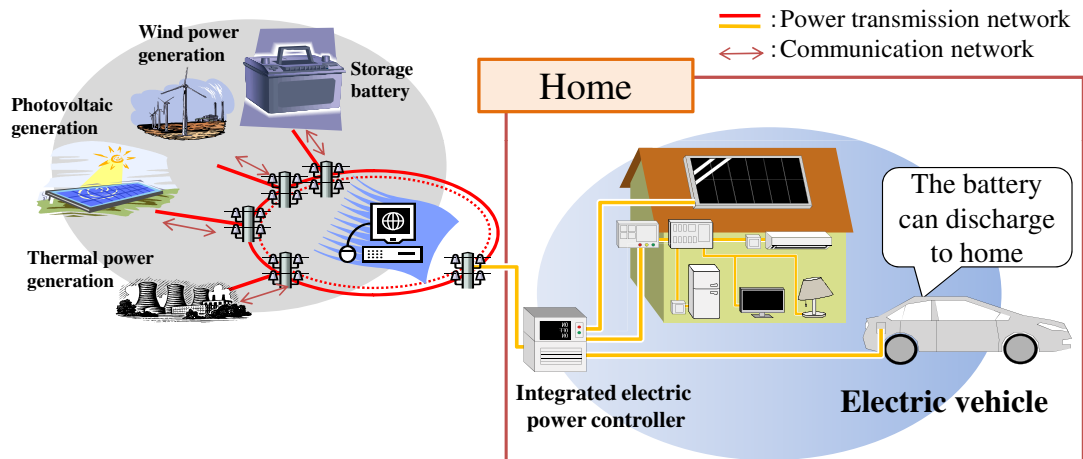 Wind power
generation
Storage
battery
Photovoltaic
generation
Thermal power
generation
: Power transmission network
: Communication network
Home
The battery
can discharge
to home
Integrated electric
power controller
Electric vehicle